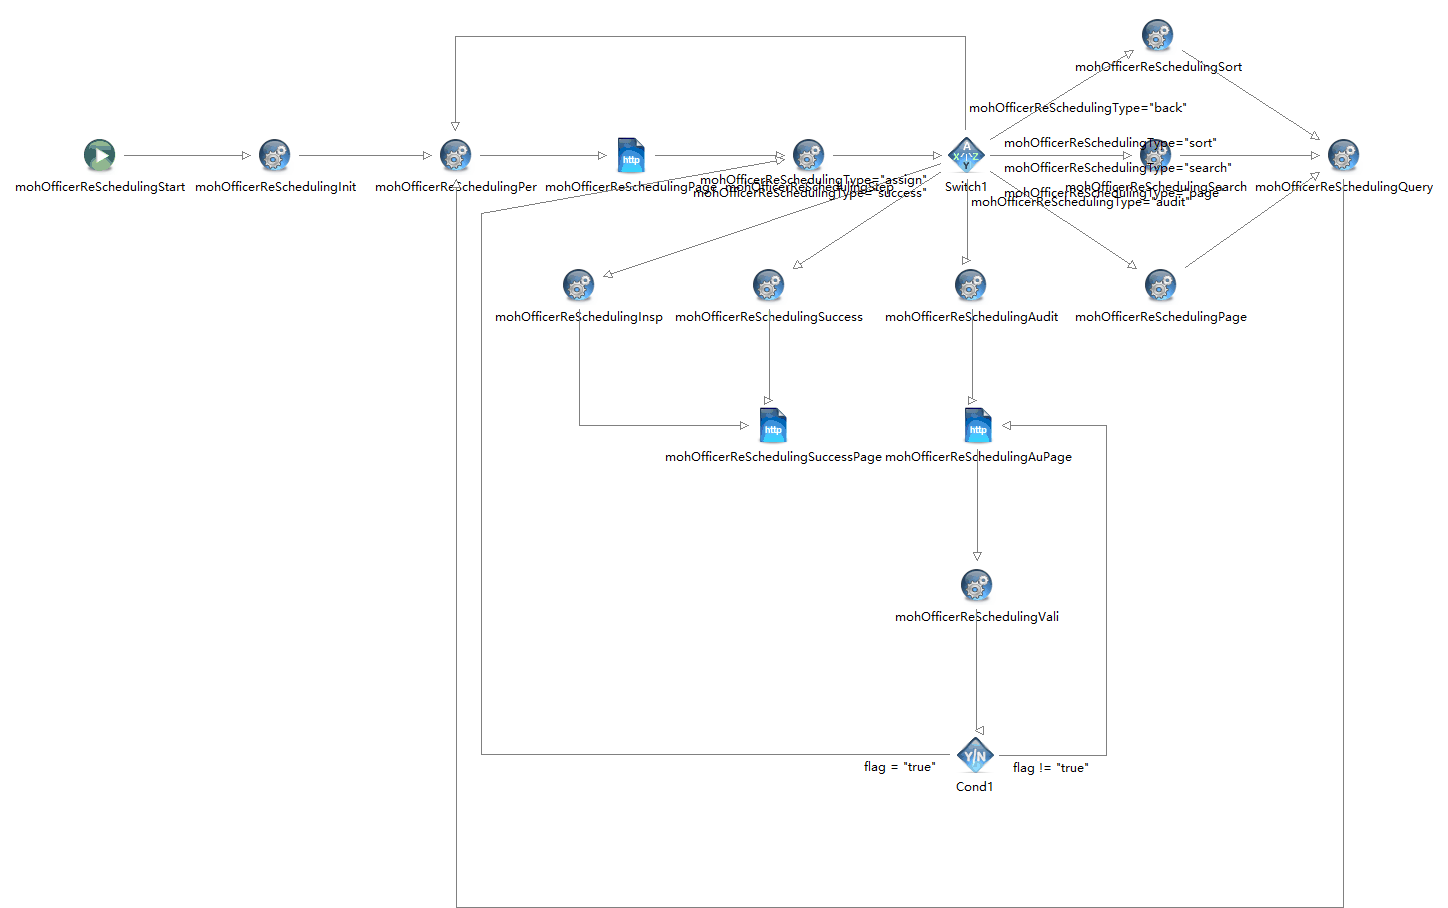 mohOfficerReSchedulingSort
mohOfficerReSchedulingType="back"
mohOfficerReSchedulingType="sort"
mohOfficerReSchedulingType="search"
mohOfficerReSchedulingStart
mohOfficerReSchedulingInit
mohOfficerReSchedulingPer
http
mohOfficerReSchedulingPage
mohOfficerReSchedulingStep
A
X Z
Y
Switch1
mohOfficerReSchedulingSearch
mohOfficerReSchedulingQuery
mohOfficerReSchedulingType="assign"
mohOfficerReSchedulingType="success"
mohOfficerReSchedulingType="page"
mohOfficerReSchedulingType="audit"
mohOfficerReSchedulingInsp
mohOfficerReSchedulingSuccess
mohOfficerReSchedulingAudit
mohOfficerReSchedulingPage
http
http
mohOfficerReSchedulingSuccessPage
mohOfficerReSchedulingAuPage
mohOfficerReSchedulingVali
Y|N
flag = "true"
flag != "true"
Cond1